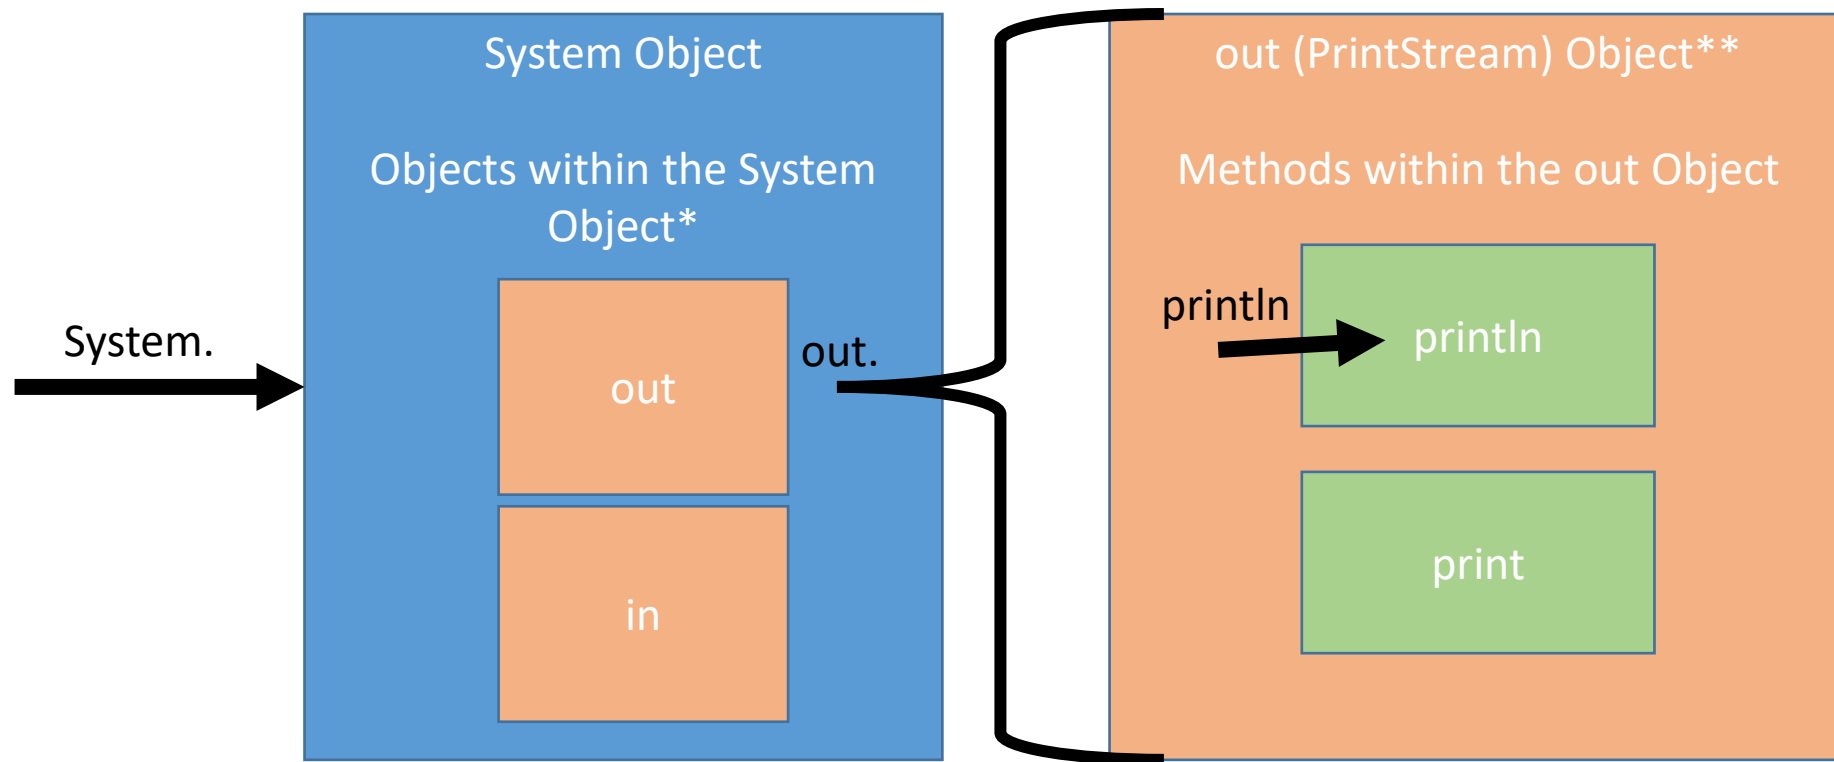 System.
System Object
Objects within the System
Object*
out
in
out.
out (PrintStream) Object**
Methods within the out Object
println
println
print